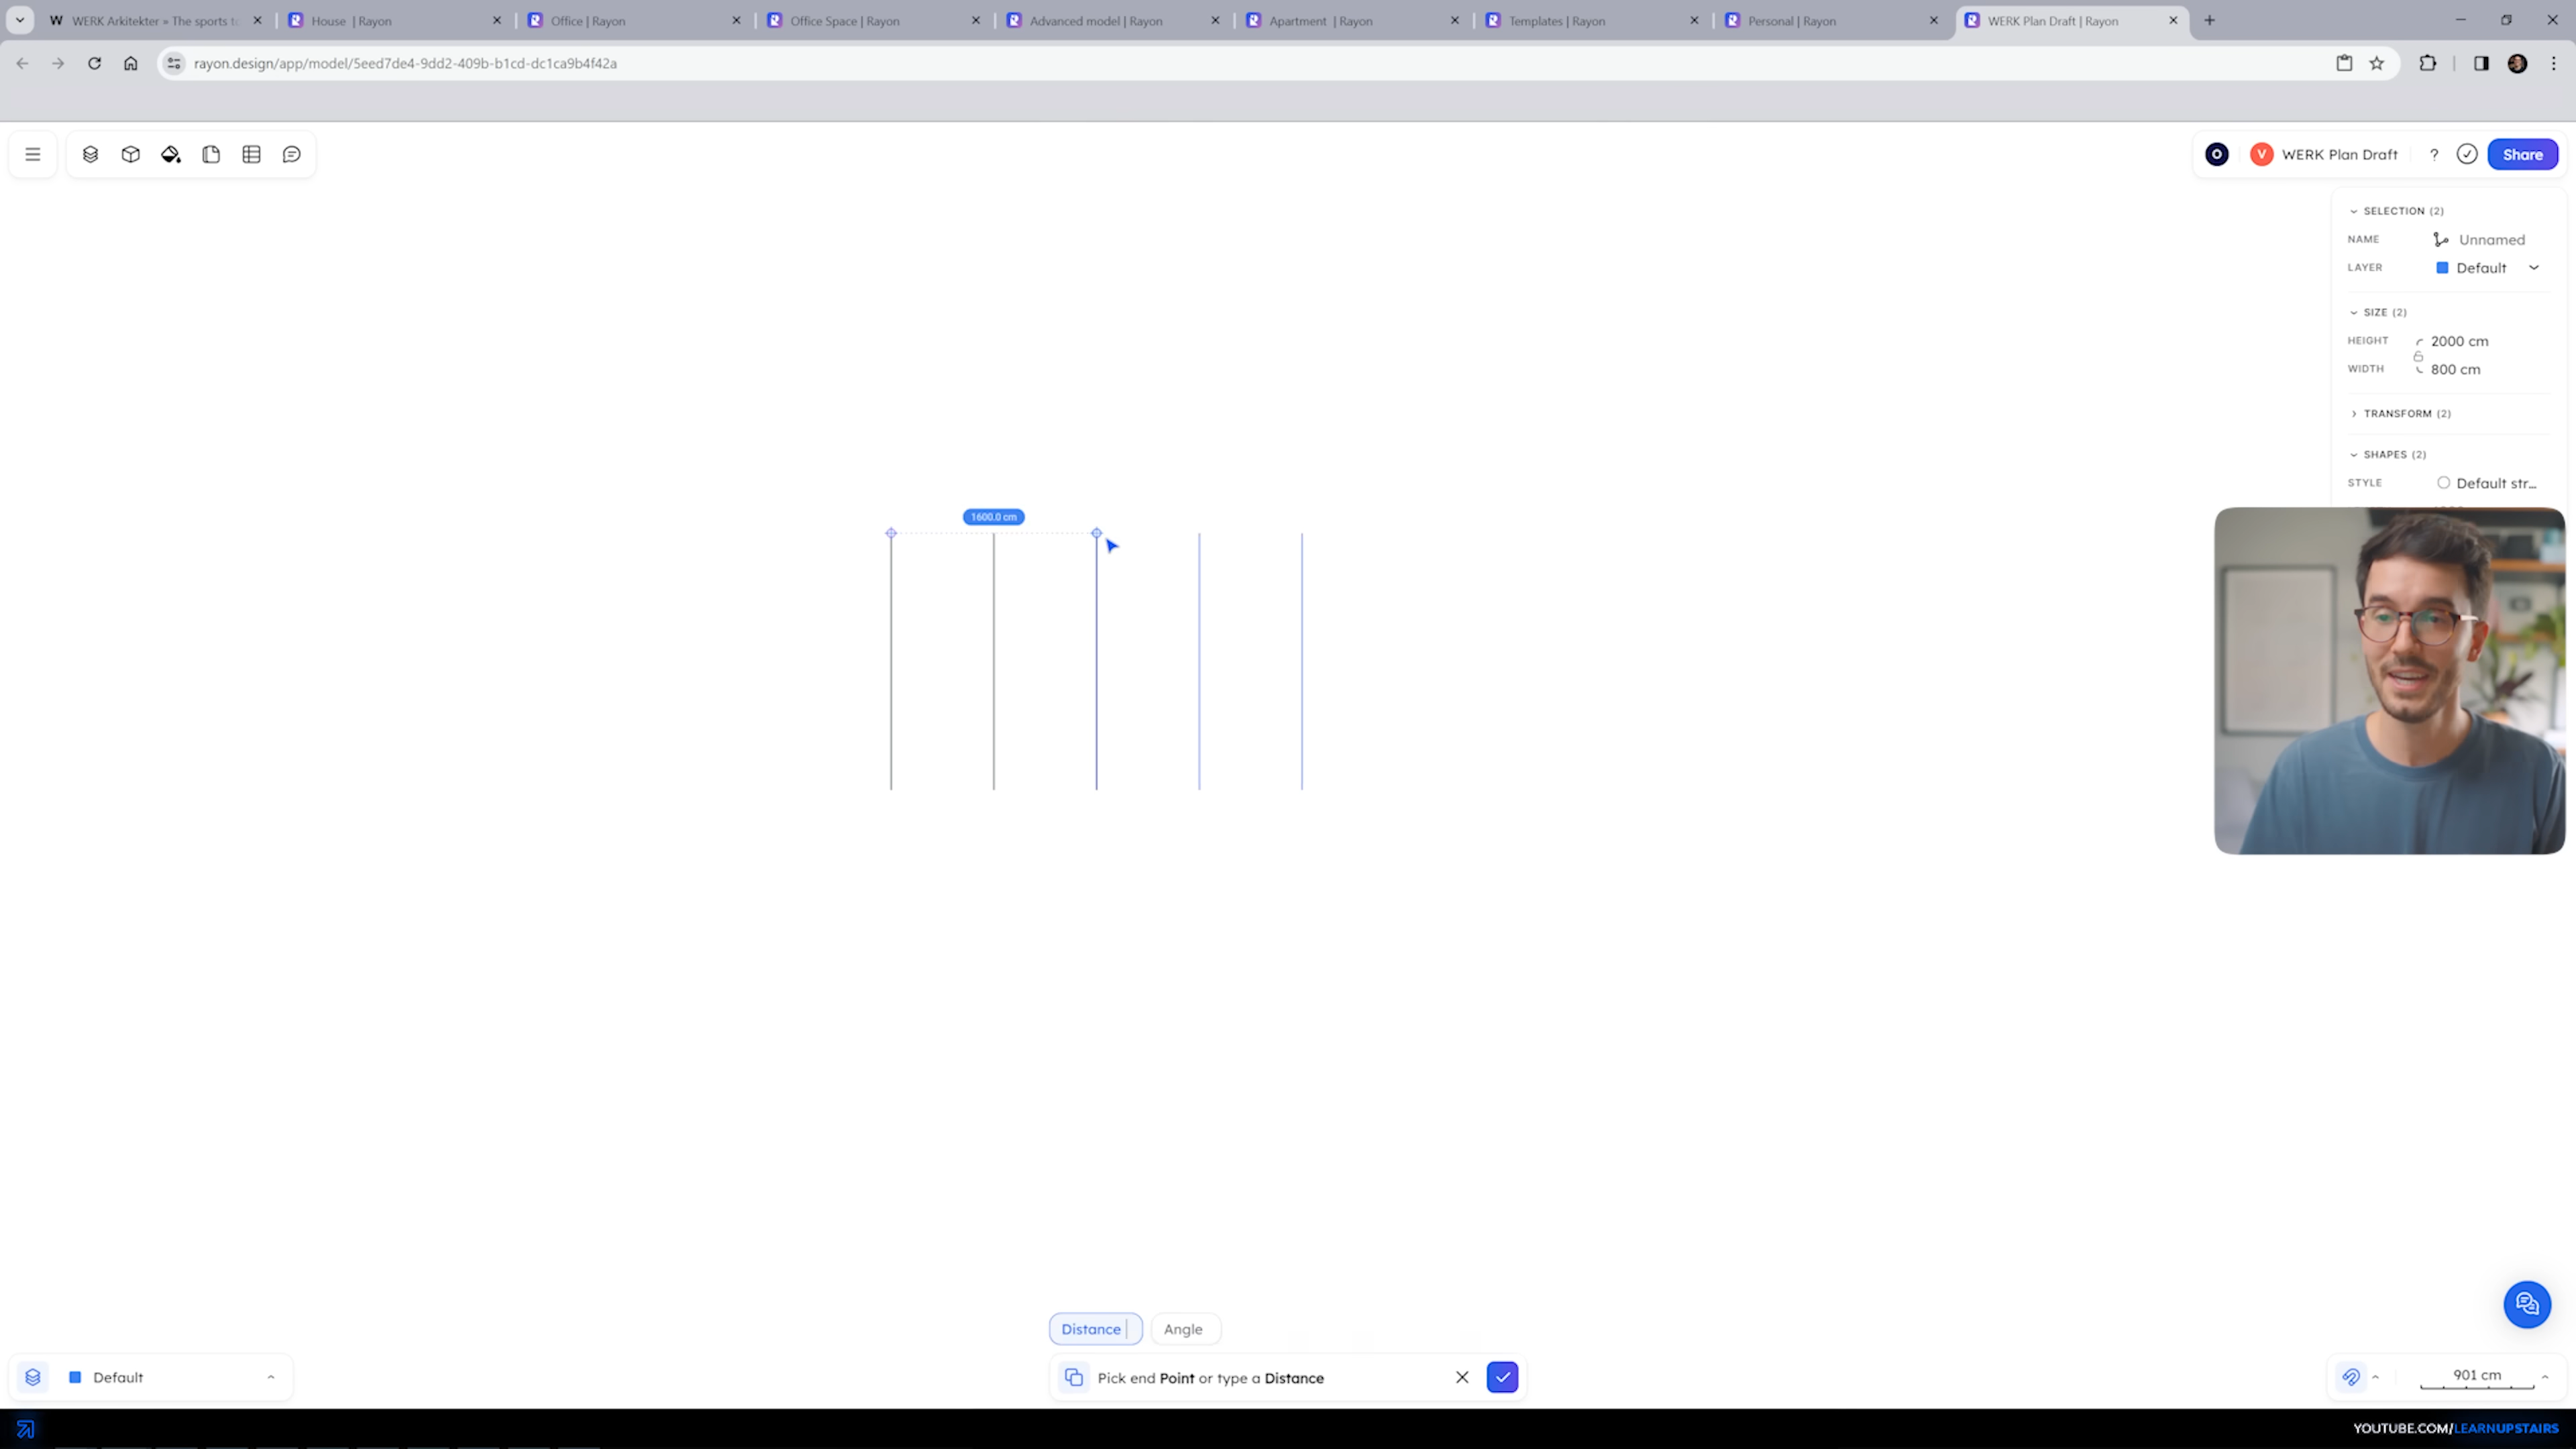 WERK Arkitekter » The sports to
House | Rayon
Office | Rayon
Office Space | Rayon
Advanced model | Rayon
Apartment | Rayon
Templates | Rayon
Personal | Rayon
WERK Plan Draft | Rayon
rayon.design/app/model/5eed7de4-9dd2-409b-b1cd-dc1ca9b4f42a
V WERK Plan Draft ? Share
SELECTION (2)
NAME Unnamed
LAYER Default
SIZE (2)
HEIGHT 2000 cm
WIDTH 800 cm
TRANSFORM (2)
SHAPES (2)
STYLE Default str...
1600.0 cm
Distance Angle
Default
Pick end Point or type a Distance
901 cm
YOUTUBE.COM/LEARNUPSTAIRS